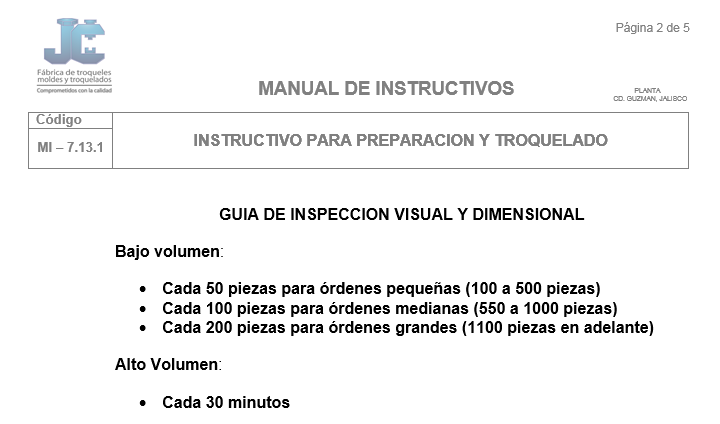 Página 2 de 5
JC
Fábrica de troqueles
moldes y troquelados
Comprometidos con la calidad
MANUAL DE INSTRUCTIVOS
PLANTA
CD. GUZMAN, JALISCO
Código
MI – 7.13.1
INSTRUCTIVO PARA PREPARACION Y TROQUELADO
GUIA DE INSPECCION VISUAL Y DIMENSIONAL
Bajo volumen:
• Cada 50 piezas para órdenes pequeñas (100 a 500 piezas)
• Cada 100 piezas para órdenes medianas (550 a 1000 piezas)
• Cada 200 piezas para órdenes grandes (1100 piezas en adelante)
Alto Volumen:
• Cada 30 minutos